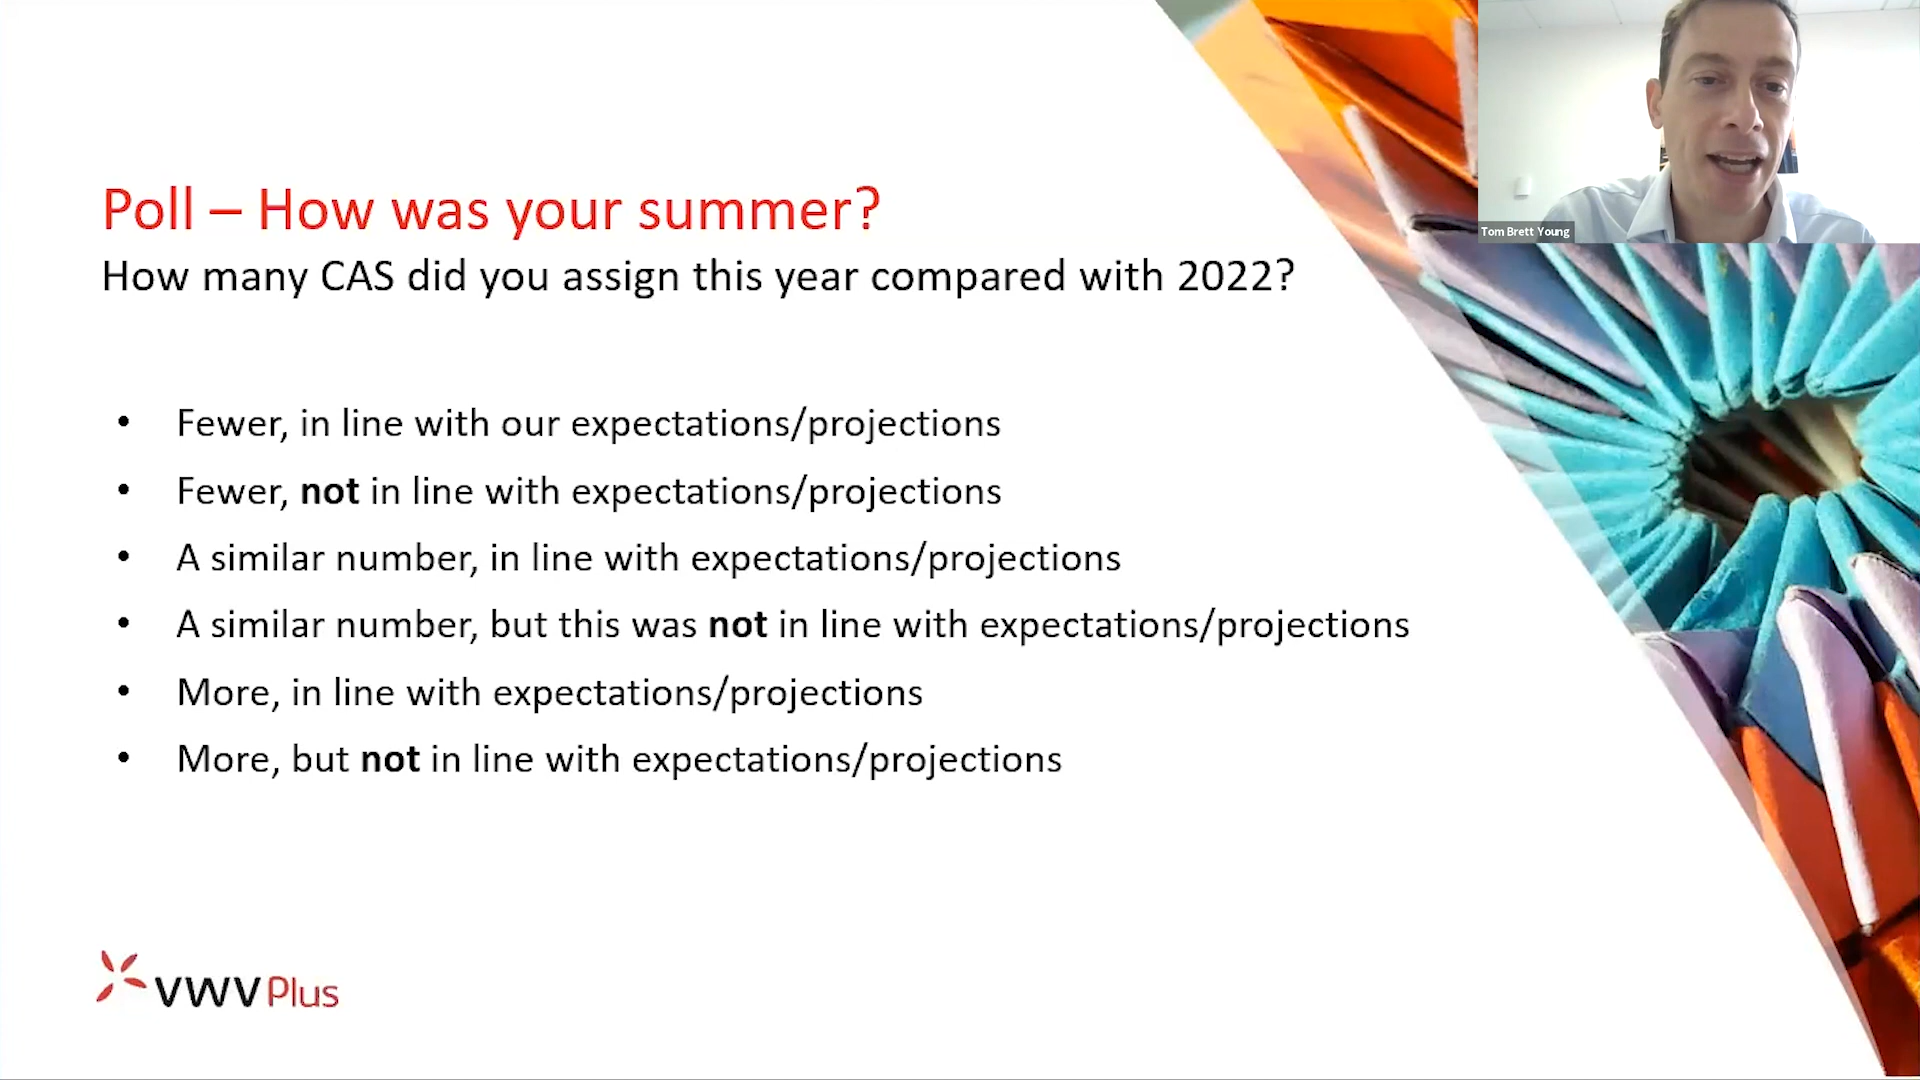 Tom Brett Young
Poll – How was your summer?
How many CAS did you assign this year compared with 2022?
• Fewer, in line with our expectations/projections
• Fewer, not in line with expectations/projections
• A similar number, in line with expectations/projections
• A similar number, but this was not in line with expectations/projections
• More, in line with expectations/projections
• More, but not in line with expectations/projections
VWV Plus